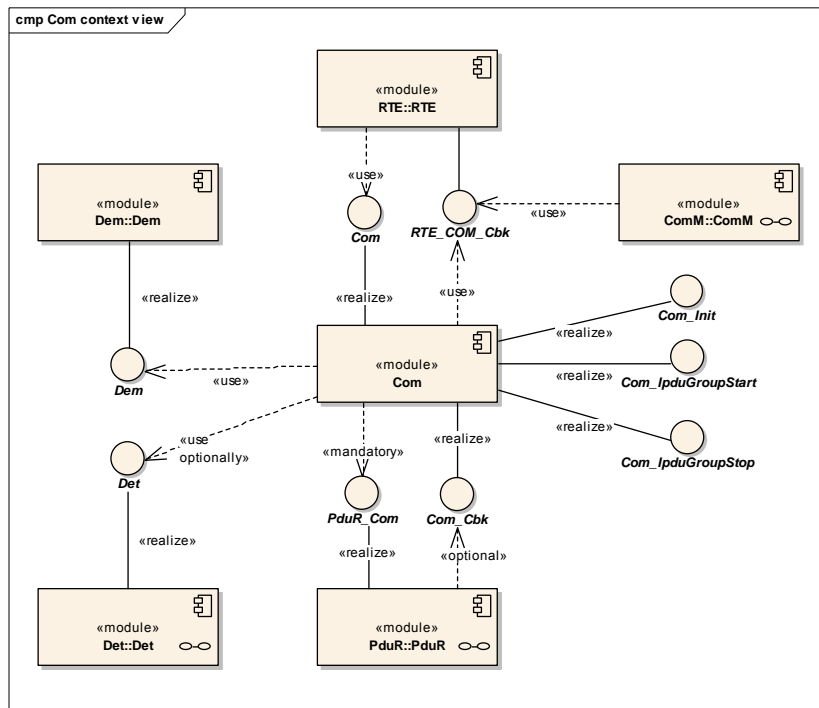 cmp Com context view
«module»
RTE::RTE
«use»
Com
RTE_COM_Cbk
«use»
«module»
ComM::ComM
«module»
Dem::Dem
«realize»
«realize»
«use»
Com_Init
«realize»
«module»
Com
Dem
«use»
«realize»
Com_IpduGroupStart
«realize»
Com_IpduGroupStop
«use
optionally»
Det
«mandatory»
«realize»
PduR_Com
Com_Cbk
«realize»
«realize»
«optional»
«module»
Det::Det
«module»
PduR::PduR